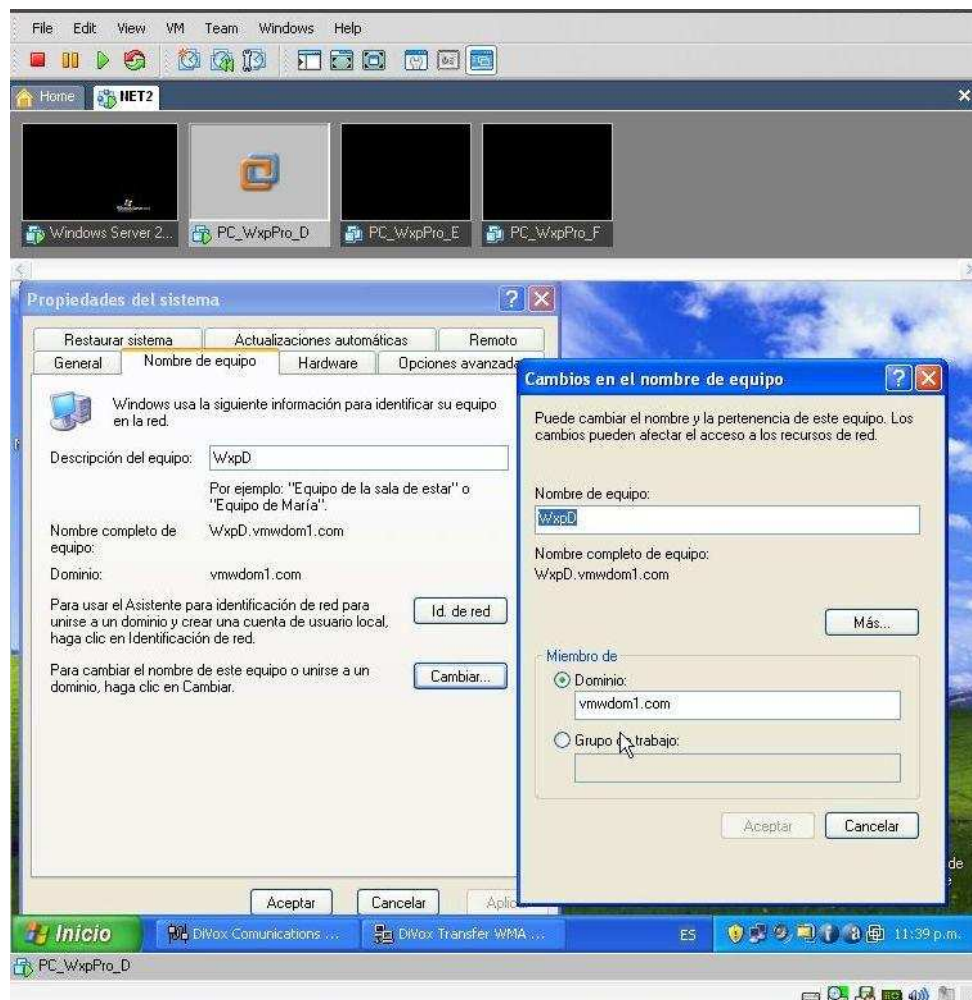 File Edit View VM Team Windows Help
Home NET2
Windows Server 2... PC_WxpPro_D PC_WxpPro_E PC_WxpPro_F
Propiedades del sistema
Restaurar sistema Actualizaciones automáticas Remoto
General Nombre de equipo Hardware Opciones avanzada
Windows usa la siguiente información para identificar su equipo
en la red.
Descripción del equipo: WxpD
Por ejemplo: "Equipo de la sala de estar" o
"Equipo de María".
Nombre completo de
equipo:
WxpD.vmwdom1.com
Dominio: vmwdom1.com
Para usar el Asistente para identificación de red para
unirse a un dominio y crear una cuenta de usuario local,
haga clic en Identificación de red.
Id. de red
Para cambiar el nombre de este equipo o unirse a un
dominio, haga clic en Cambiar.
Cambiar...
Aceptar Cancelar Aplic
Cambios en el nombre de equipo
Puede cambiar el nombre y la pertenencia de este equipo. Los
cambios pueden afectar el acceso a los recursos de red.
Nombre de equipo:
WxpD
Nombre completo de equipo:
WxpD.vmwdom1.com
Más...
Miembro de
Dominio:
vmwdom1.com
Grupo de trabajo:
Aceptar Cancelar
de
Inicio DiVox Comunications ... DiVox Transfer WMA ... ES 11:39 p.m.
PC_WxpPro_D